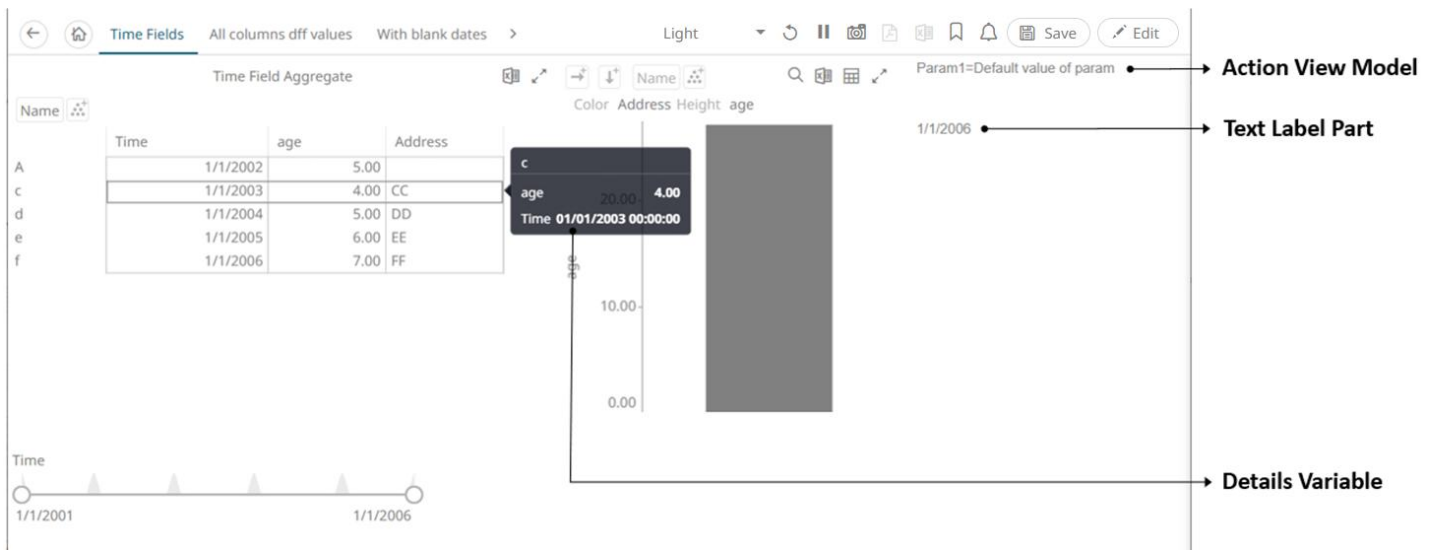 Time Fields All columns dff values With blank dates Light Save Edit
Time Field Aggregate Name Param1=Default value of param Action View Model
Name Color Address Height age
1/1/2006 Text Label Part
Time age Address
A 1/1/2002 5.00
c 1/1/2003 4.00 CC
d 1/1/2004 5.00 DD
e 1/1/2005 6.00 EE
f 1/1/2006 7.00 FF
c
age 4.00
Time 01/01/2003 00:00:00
20.00
age
10.00
0.00
Time
1/1/2001 1/1/2006
Details Variable